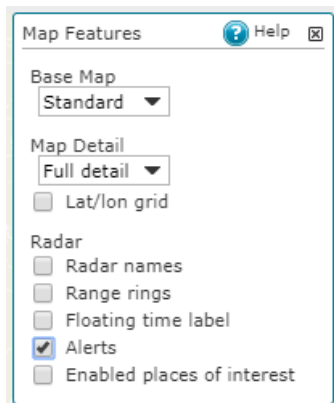 Map Features ? Help
Base Map
Standard
Map Detail
Full detail
Lat/lon grid
Radar
Radar names
Range rings
Floating time label
Alerts
Enabled places of interest